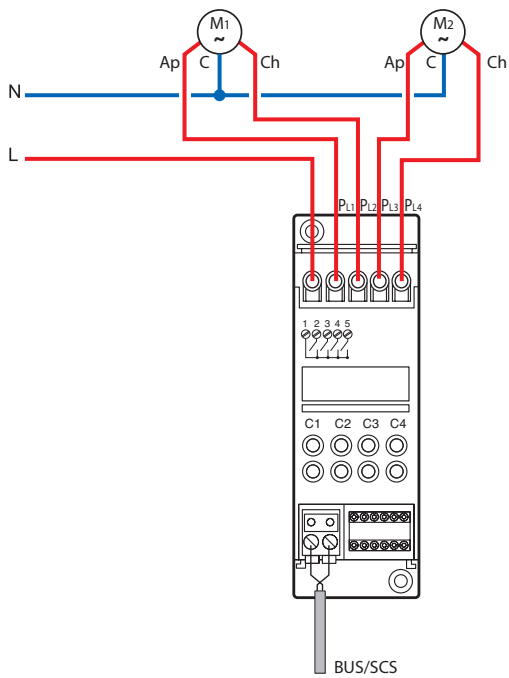 M1 M2
~ ~
Ap C Ch Ap C Ch
N
L
PL1 PL2 PL3 PL4
1 2 3 4 5
C1 C2 C3 C4
BUS/SCS